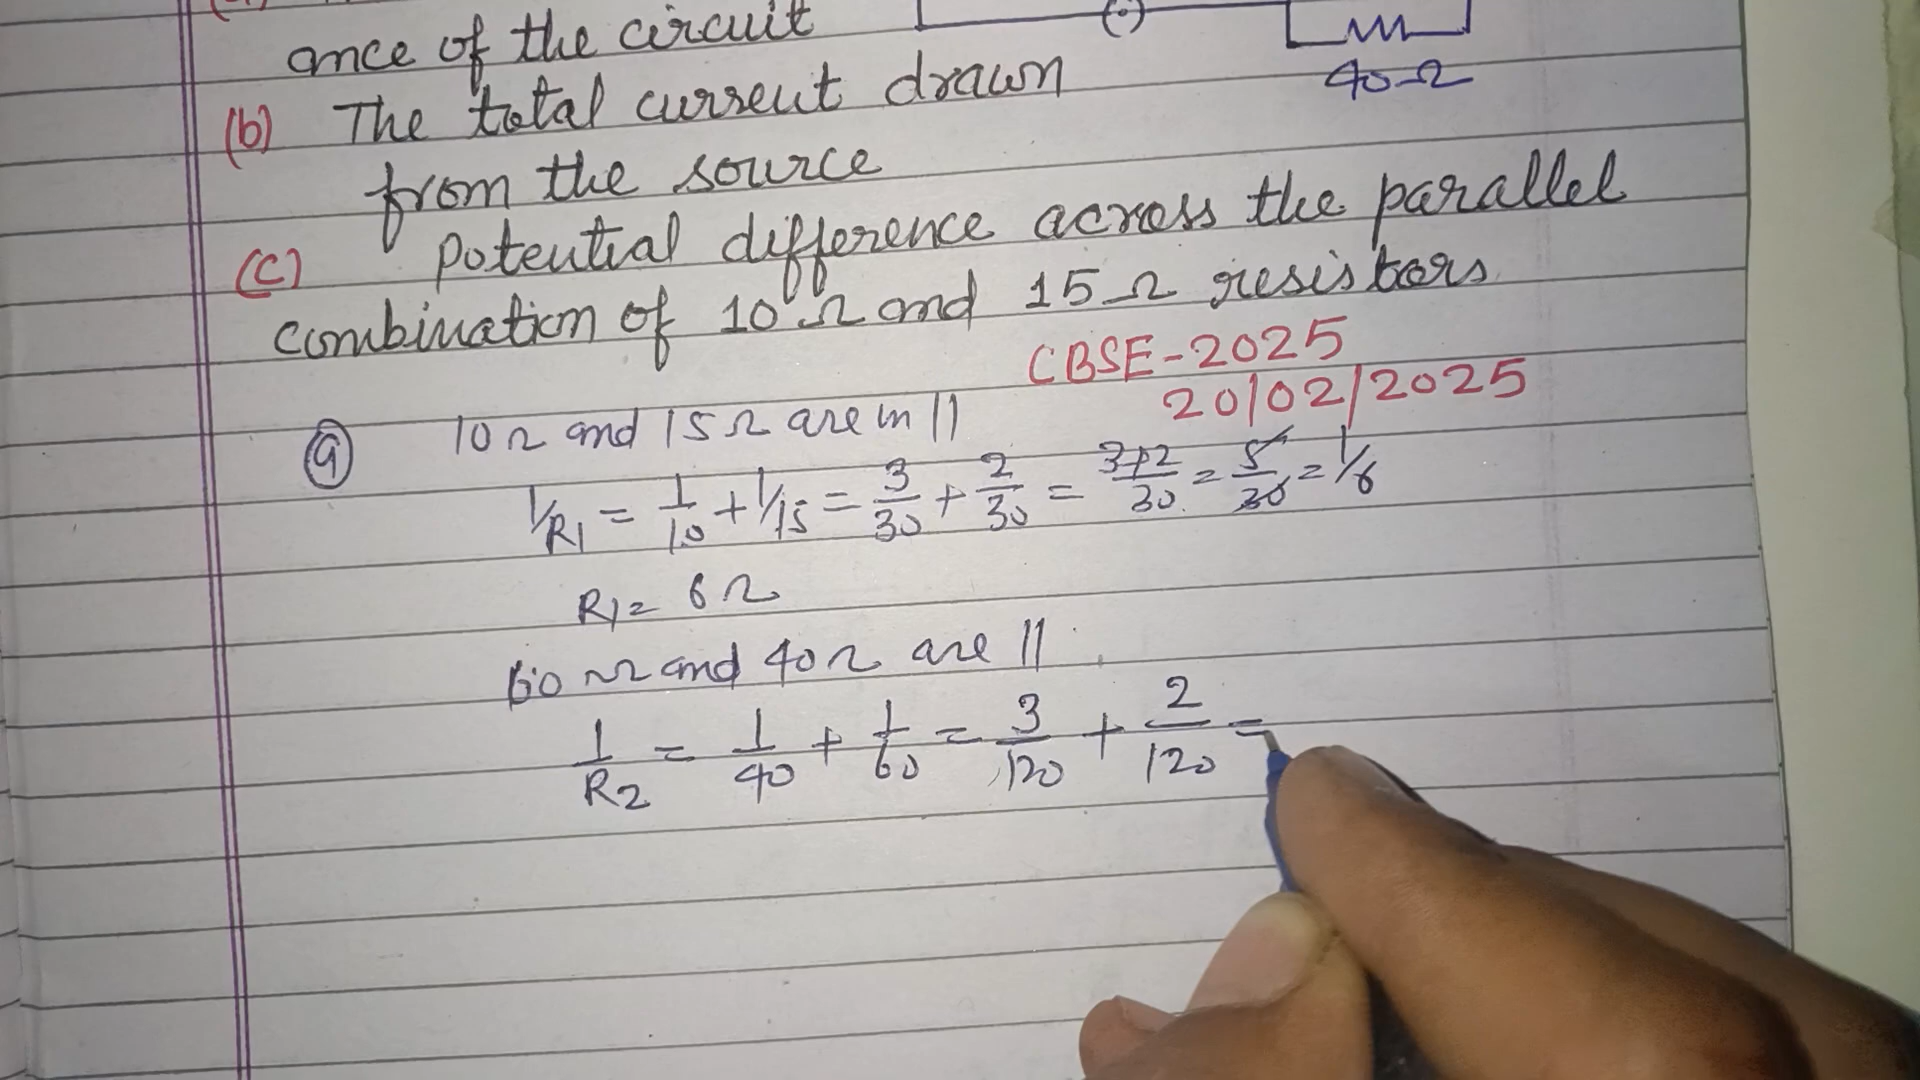 ance of the circuit
40Ω
(b) The total current drawn
from the source
(c) Potential difference across the parallel
combination of 10Ω and 15Ω resistors
CBSE-2025
20/02/2025
(a) 10Ω and 15Ω are in ||
1/R1 = 1/10 + 1/15 = 3/30 + 2/30 = 3+2/30 = 5/30 = 1/6
R1 = 6Ω
60Ω and 40Ω are ||
1/R2 = 1/40 + 1/60 = 3/120 + 2/120 =